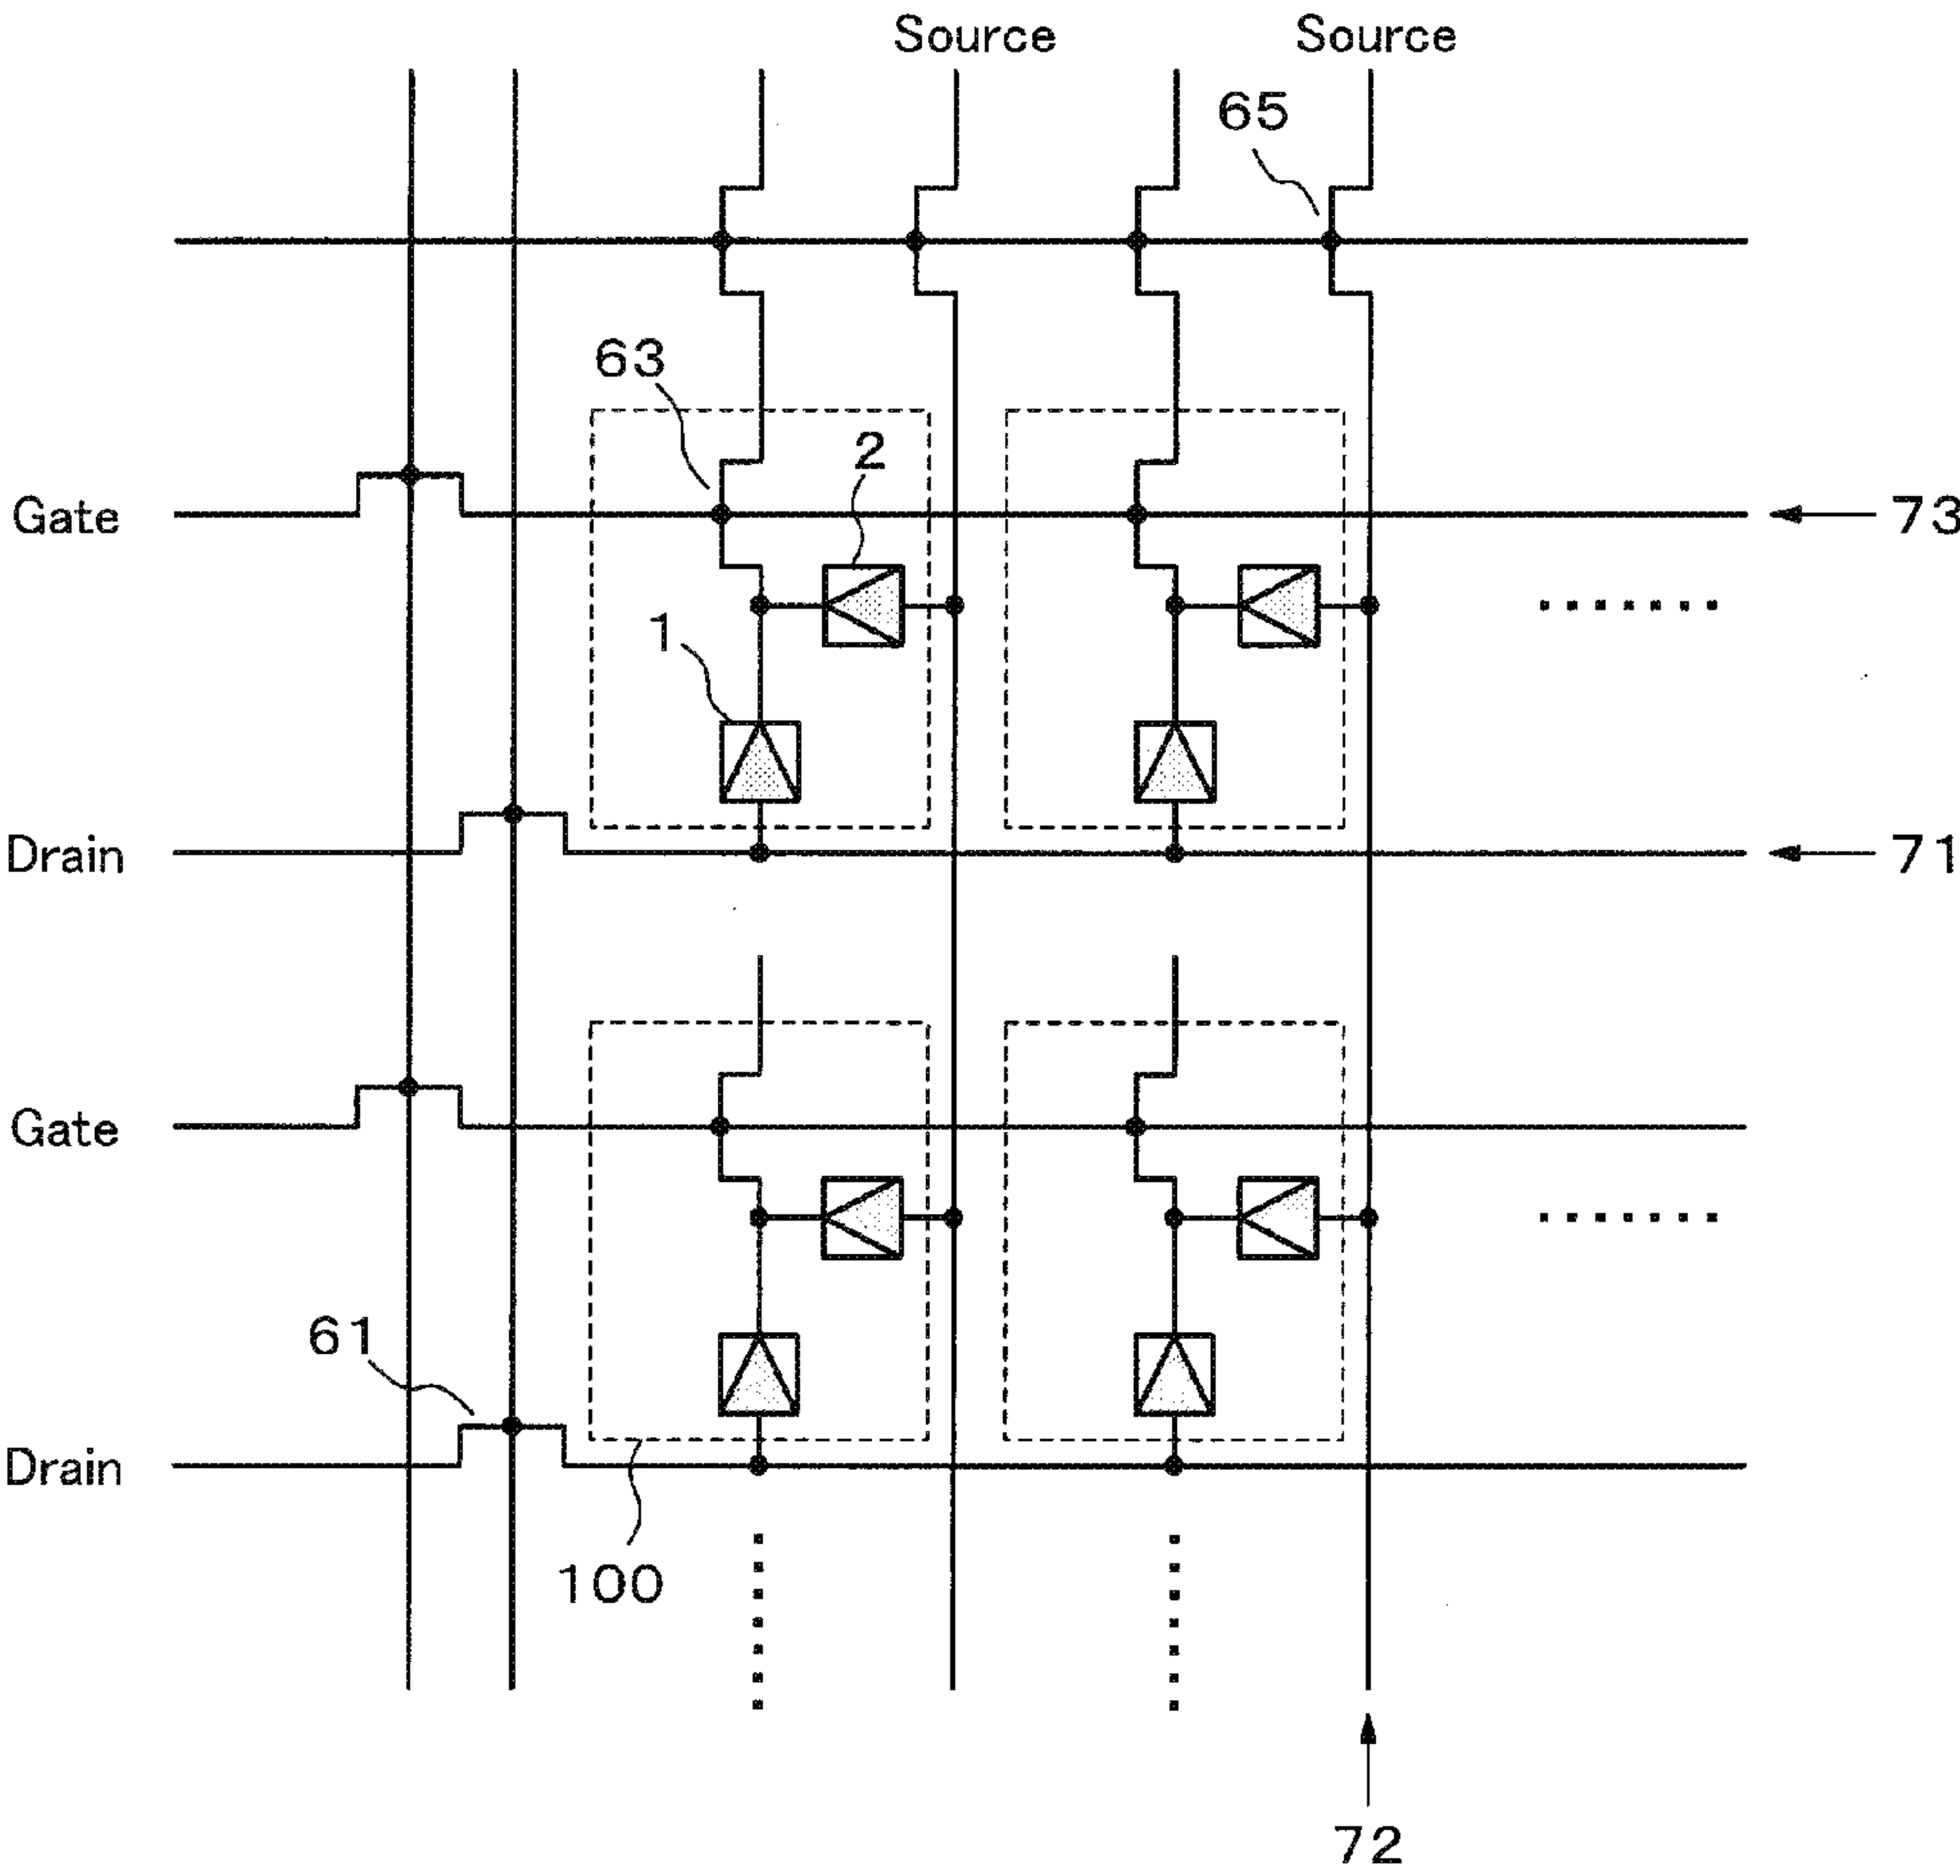 Source Source
65
63
2
Gate 73
1
Drain 71
Gate
61
Drain
100
72